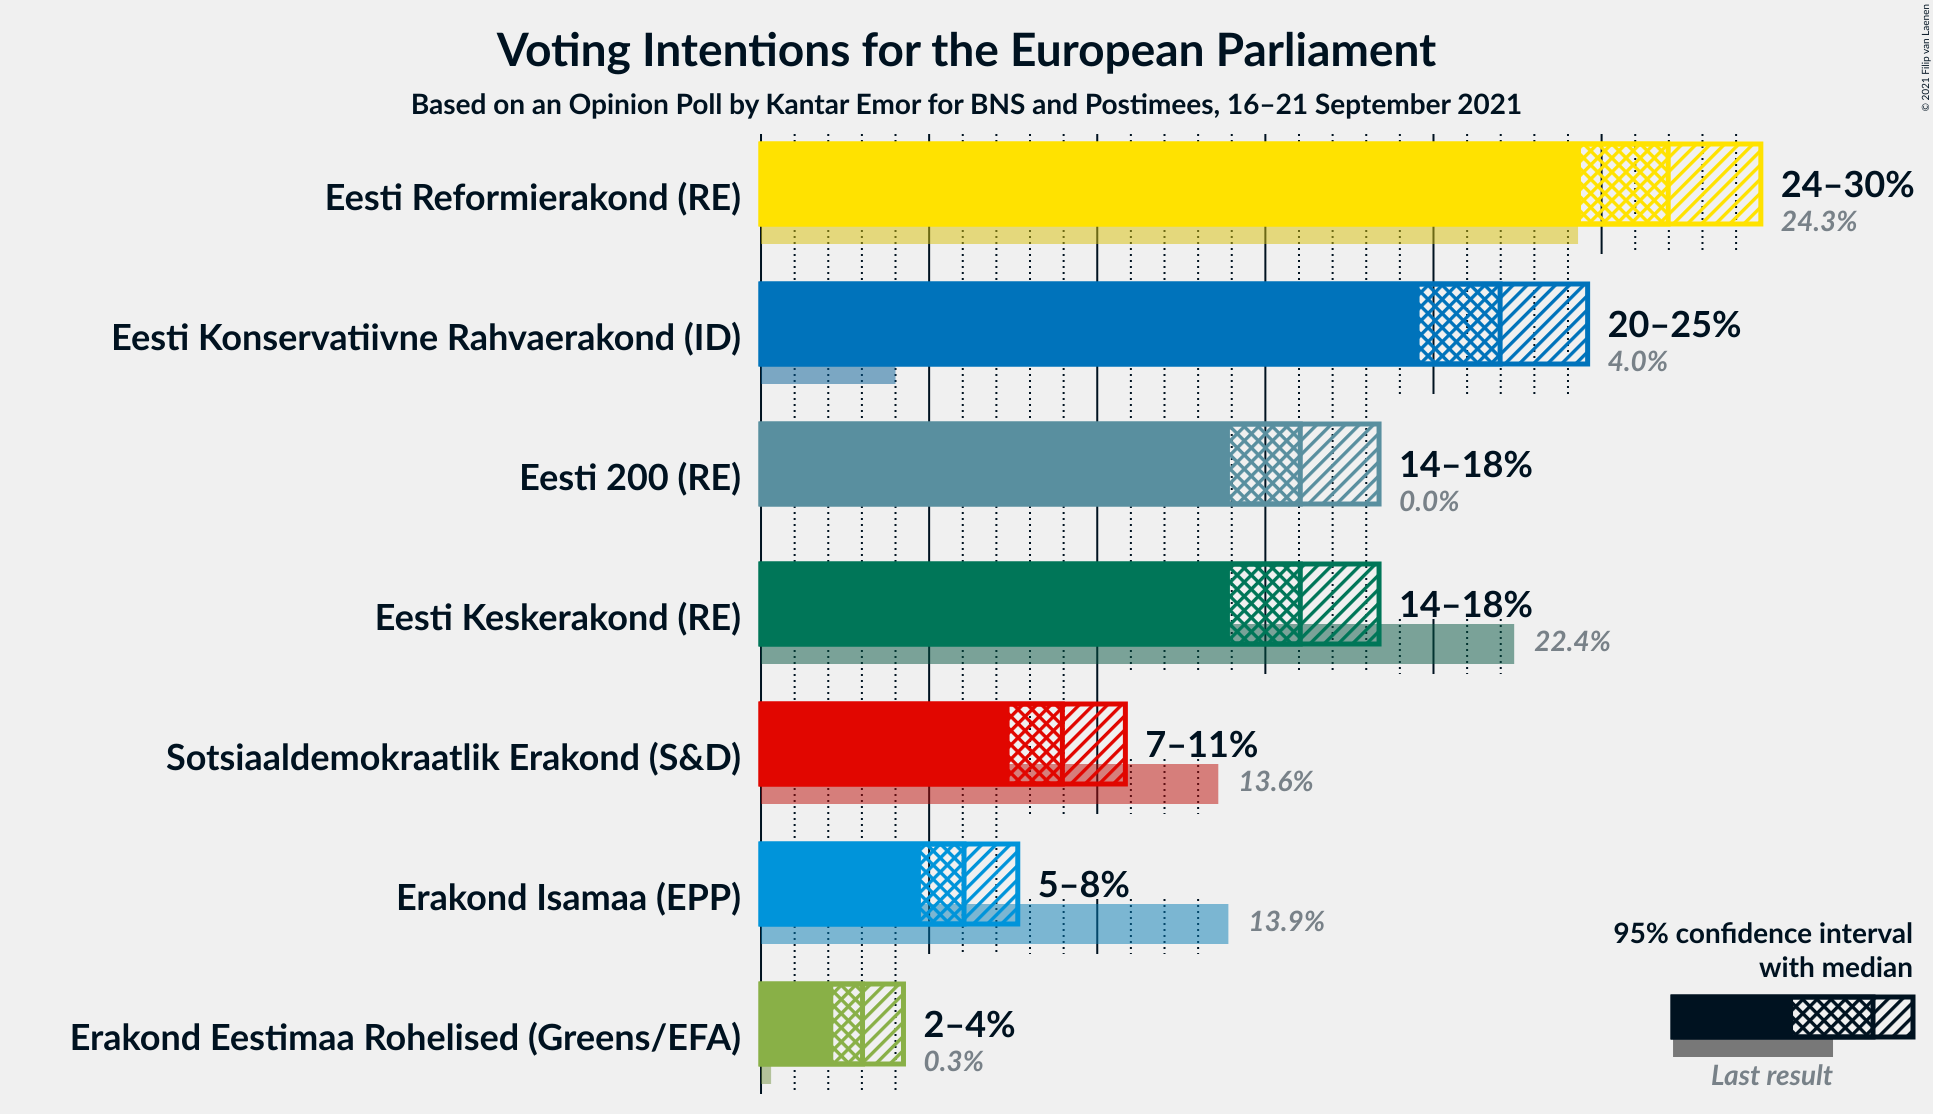 Voting Intentions for the European Parliament
Based on an Opinion Poll by Kantar Emor for BNS and Postimees, 16–21 September 2021
© 2021 Filip van Laenen
Eesti Reformierakond (RE)
24–30%
24.3%
Eesti Konservatiivne Rahvaerakond (ID)
20–25%
4.0%
Eesti 200 (RE)
14–18%
0.0%
Eesti Keskerakond (RE)
14–18%
22.4%
Sotsiaaldemokraatlik Erakond (S&D)
7–11%
13.6%
Erakond Isamaa (EPP)
5–8%
13.9%
Erakond Eestimaa Rohelised (Greens/EFA)
2–4%
0.3%
95% confidence interval
with median
Last result